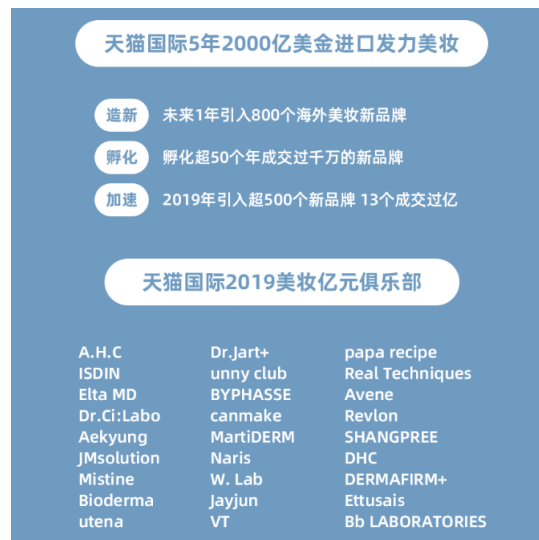 天猫国际5年2000亿美金进口发力美妆
造新 未来1年引入800个海外美妆新品牌
孵化 孵化超50个年成交过千万的新品牌
加速 2019年引入超500个新品牌 13个成交过亿
天猫国际2019美妆亿元俱乐部
A.H.C Dr.Jart+ papa recipe
ISDIN unny club Real Techniques
Elta MD BYPHASSE Avene
Dr.Ci:Labo canmake Revlon
Aekyung MartiDERM SHANGPREE
JMsolution Naris DHC
Mistine W. Lab DERMAFIRM+
Bioderma Jayjun Ettusais
utena VT Bb LABORATORIES